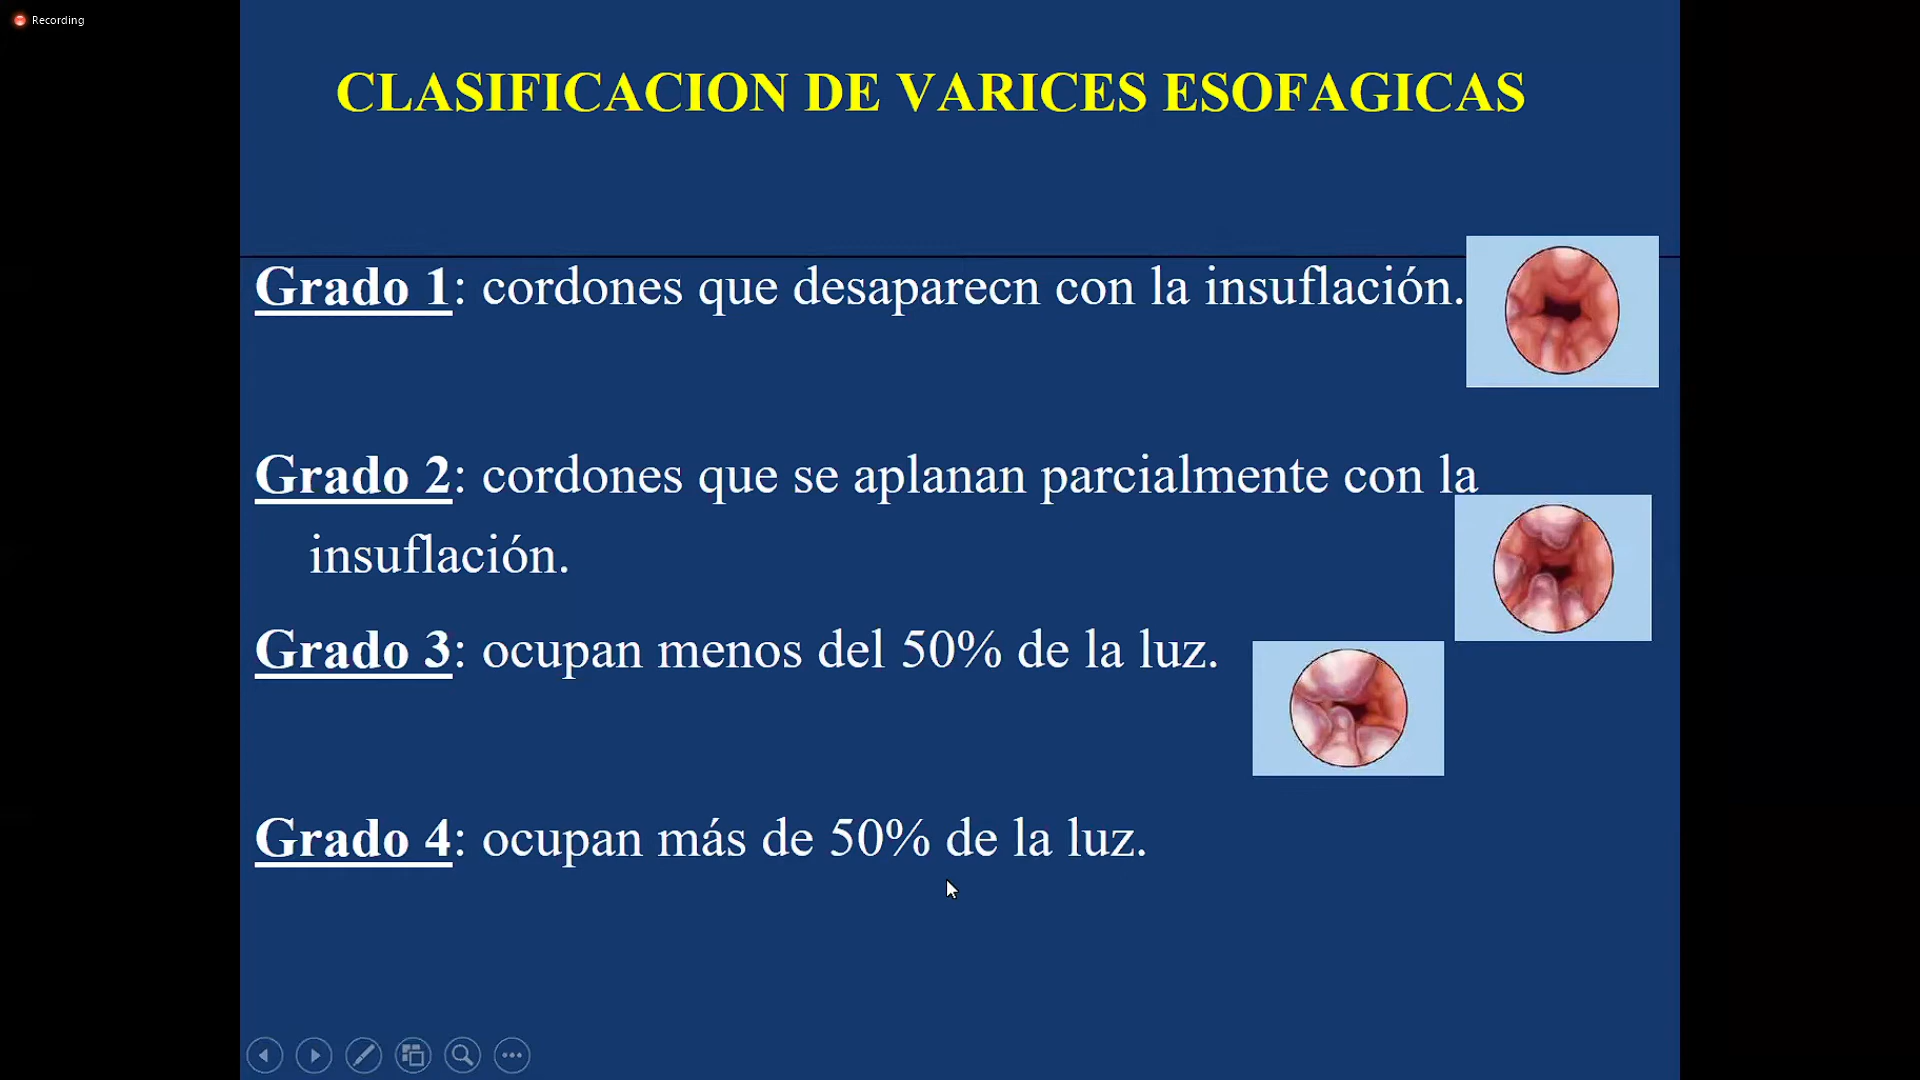 Recording
CLASIFICACION DE VARICES ESOFAGICAS
Grado 1: cordones que desaparecn con la insuflación.
Grado 2: cordones que se aplanan parcialmente con la
insuflación.
Grado 3: ocupan menos del 50% de la luz.
Grado 4: ocupan más de 50% de la luz.